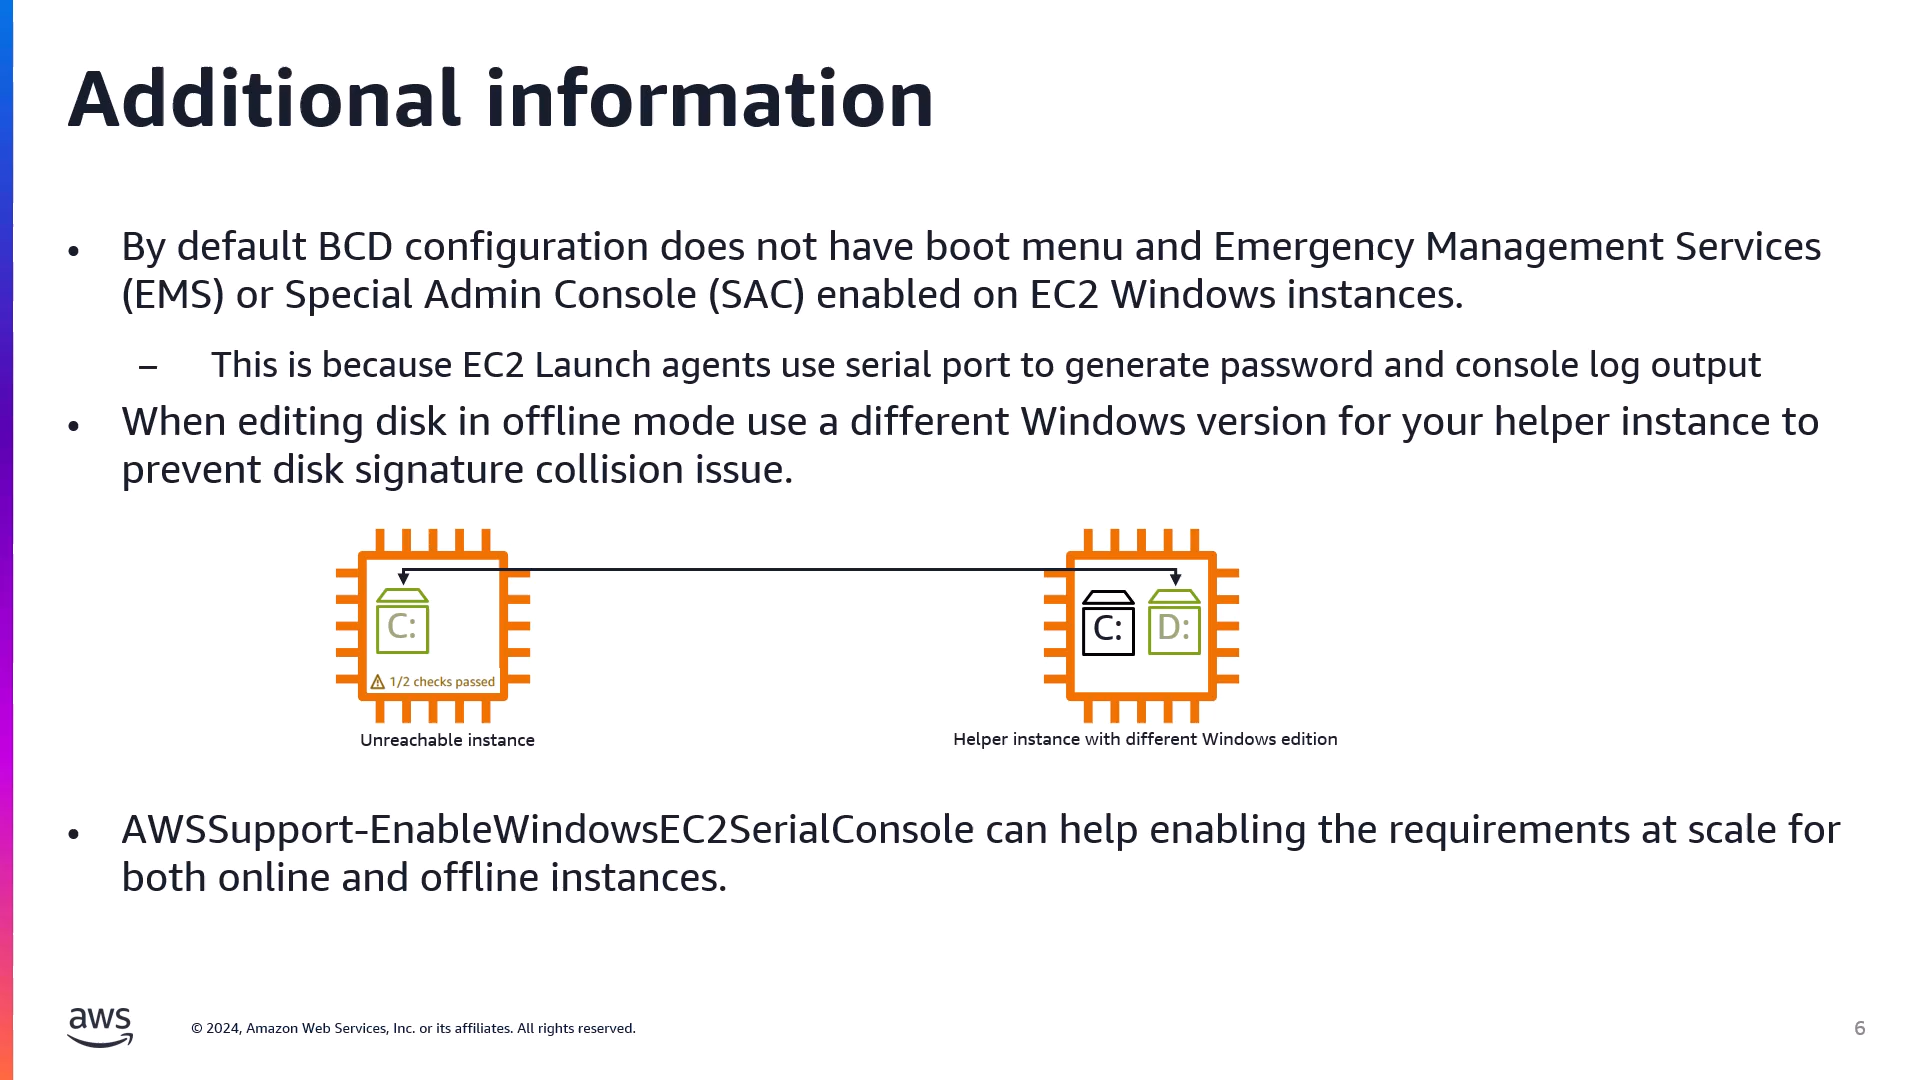 Additional information
• By default BCD configuration does not have boot menu and Emergency Management Services
(EMS) or Special Admin Console (SAC) enabled on EC2 Windows instances.
– This is because EC2 Launch agents use serial port to generate password and console log output
• When editing disk in offline mode use a different Windows version for your helper instance to
prevent disk signature collision issue.
C:
C:
D:
1/2 checks passed
Unreachable instance
Helper instance with different Windows edition
• AWSSupport-EnableWindowsEC2SerialConsole can help enabling the requirements at scale for
both online and offline instances.
aws
© 2024, Amazon Web Services, Inc. or its affiliates. All rights reserved.
6